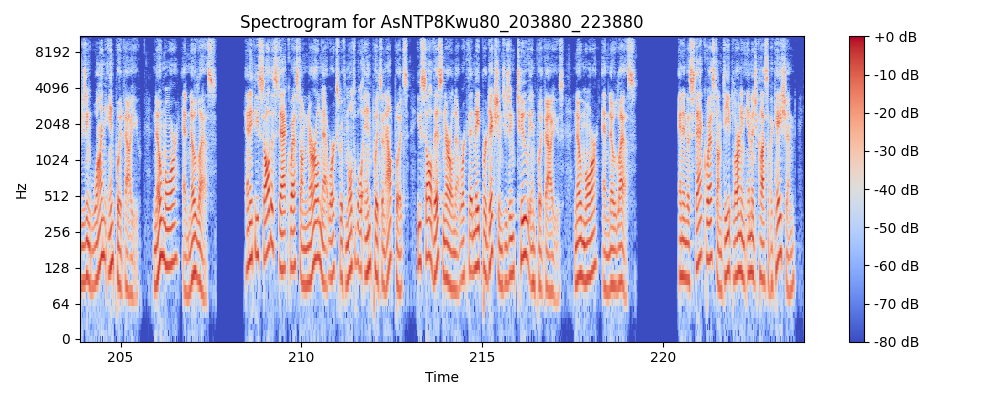 Spectrogram for AsNTP8Kwu80_203880_223880
8192
4096
2048
1024
512
256
128
64
0
Hz
205
210
215
220
Time
+0 dB
-10 dB
-20 dB
-30 dB
-40 dB
-50 dB
-60 dB
-70 dB
-80 dB